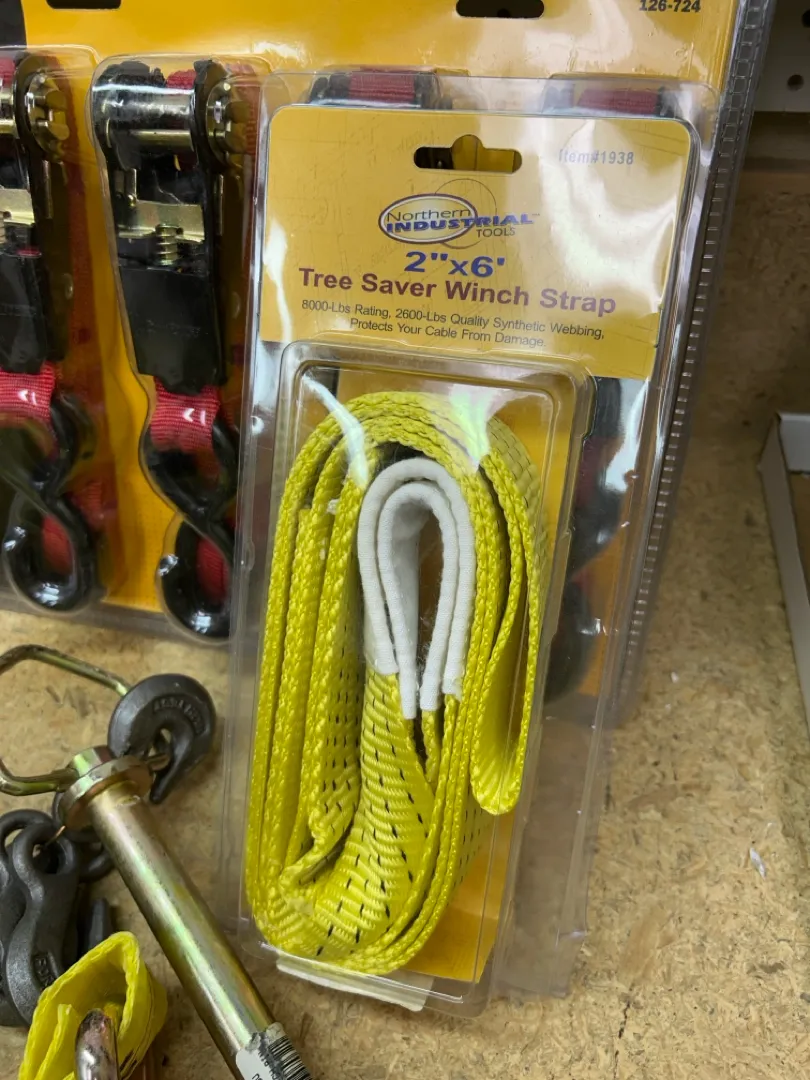 126-724
Item#1938
Northern
INDUSTRIAL™
TOOLS
2"x6'
Tree Saver Winch Strap
8000-Lbs Rating, 2600-Lbs Quality Synthetic Webbing,
Protects Your Cable From Damage.